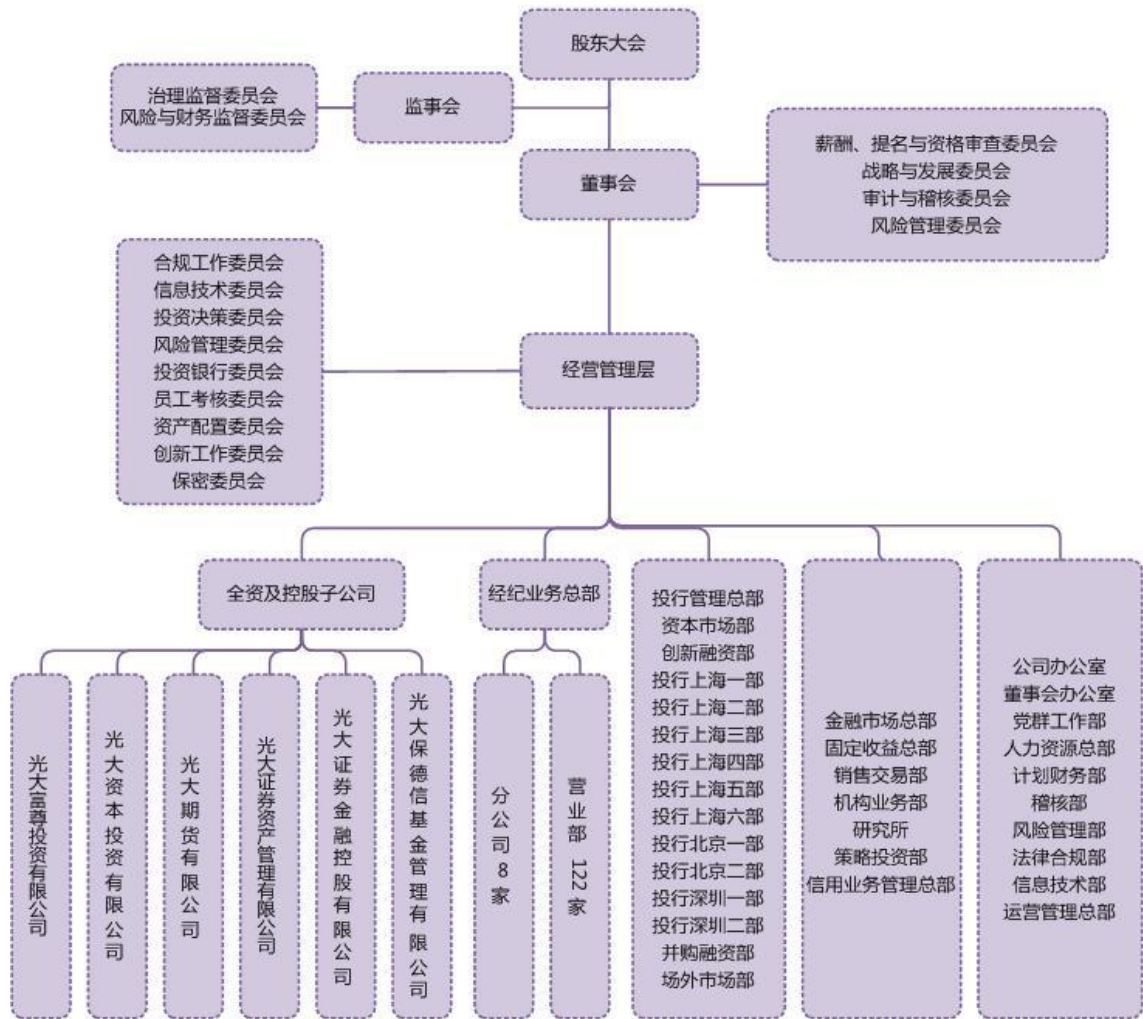 股东大会
治理监督委员会
风险与财务监督委员会
监事会
董事会
薪酬、提名与资格审查委员会
战略与发展委员会
审计与稽核委员会
风险管理委员会
合规工作委员会
信息技术委员会
投资决策委员会
风险管理委员会
投资银行委员会
员工考核委员会
资产配置委员会
创新工作委员会
保密委员会
经营管理层
全资及控股子公司
光大富尊投资有限公司
光大资本投资有限公司
光大期货有限公司
光大证券资产管理有限公司
光大证券金融控股有限公司
光大保德信基金管理有限公司
经纪业务总部
分公司 8 家
营业部 122 家
投行管理总部
资本市场部
创新融资部
投行上海一部
投行上海二部
投行上海三部
投行上海四部
投行上海五部
投行上海六部
投行北京一部
投行北京二部
投行深圳一部
投行深圳二部
并购融资部
场外市场部
金融市场总部
固定收益总部
销售交易部
机构业务部
研究所
策略投资部
信用业务管理总部
公司办公室
董事会办公室
党群工作部
人力资源总部
计划财务部
稽核部
风险管理部
法律合规部
信息技术部
运营管理总部